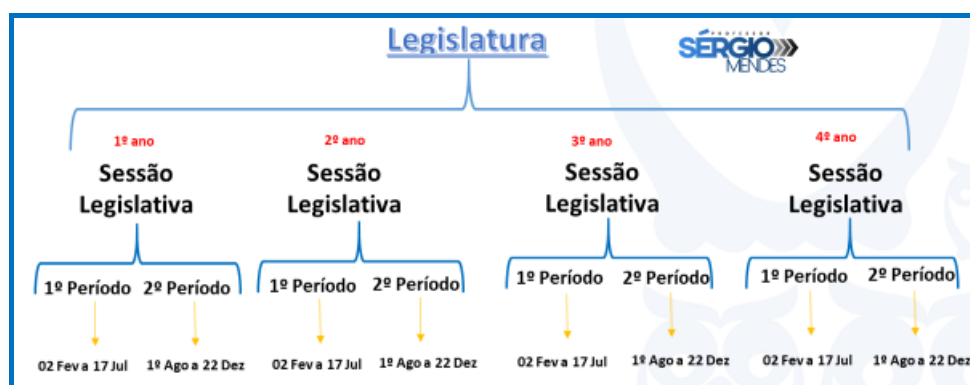 Legislatura
PROFESSOR
SÉRGIO
MENDES
1º ano
2º ano
3º ano
4º ano
Sessão
Legislativa
Sessão
Legislativa
Sessão
Legislativa
Sessão
Legislativa
1º Período 2º Período
1º Período 2º Período
1º Período 2º Período
1º Período 2º Período
02 Fev a 17 Jul 1º Ago a 22 Dez
02 Fev a 17 Jul 1º Ago a 22 Dez
02 Fev a 17 Jul 1º Ago a 22 Dez
02 Fev a 17 Jul 1º Ago a 22 Dez